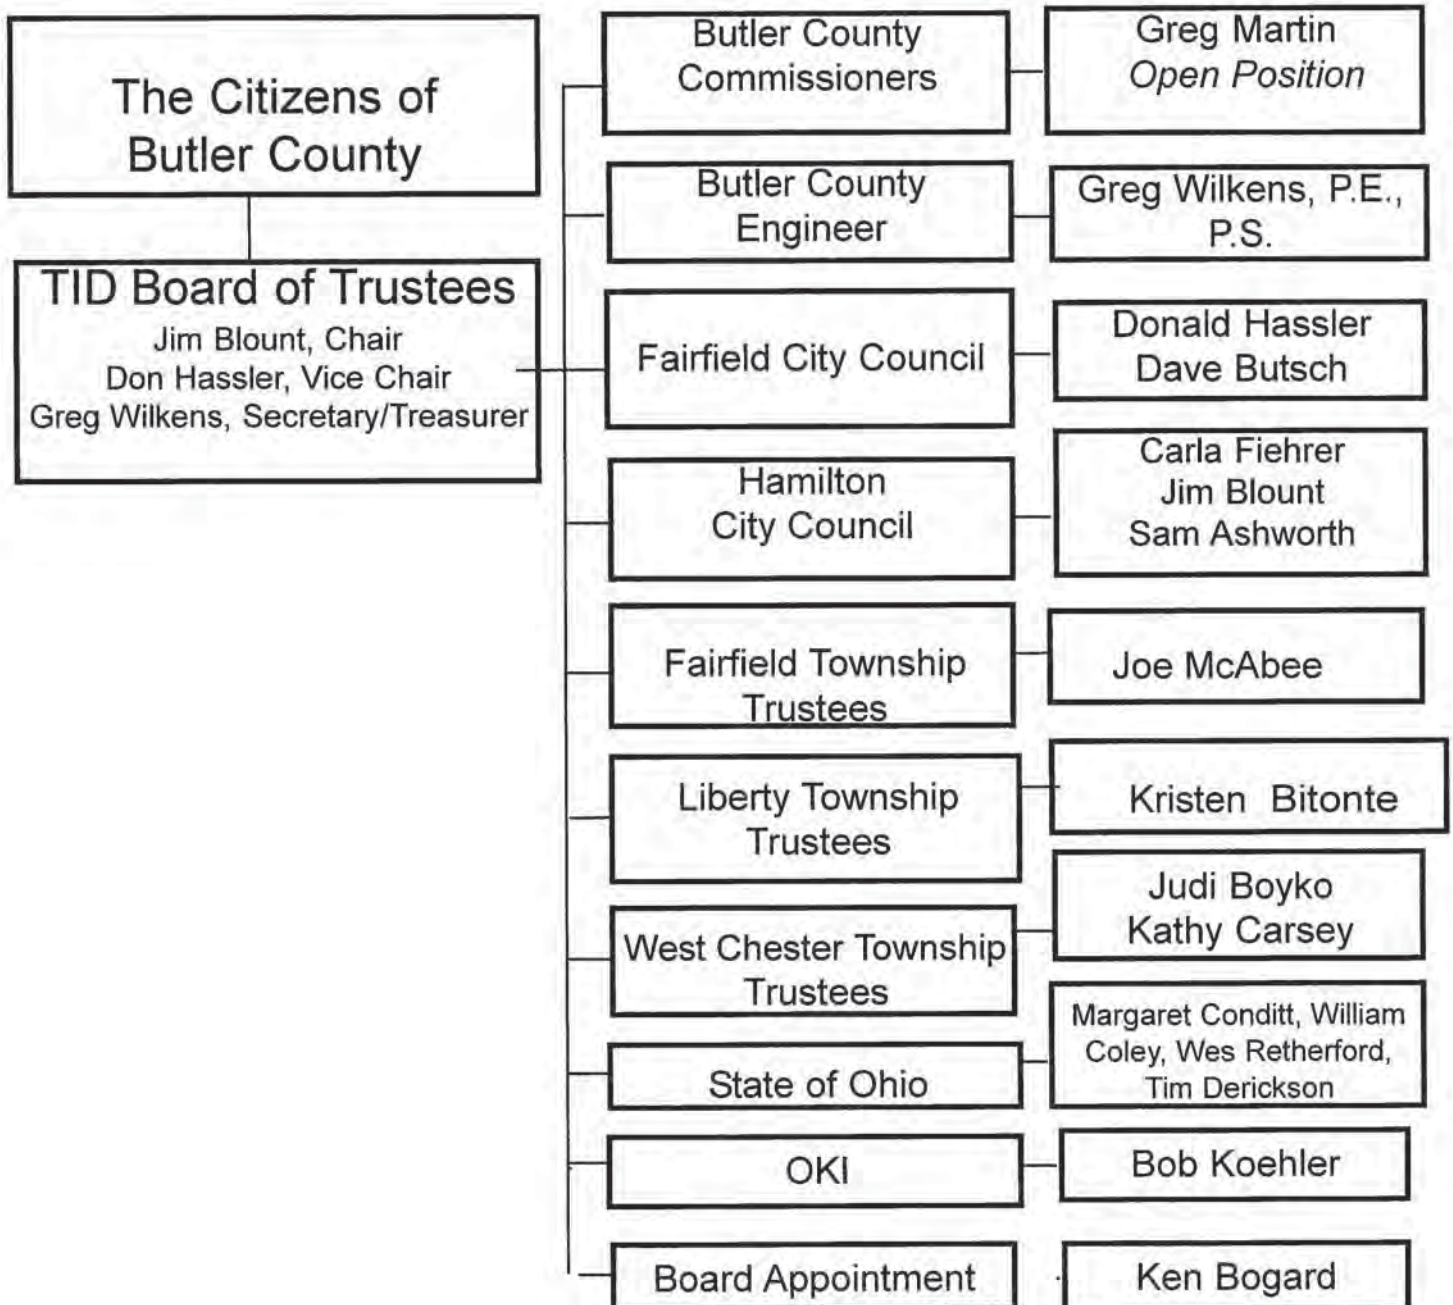 The Citizens of
Butler County
TID Board of Trustees
Jim Blount, Chair
Don Hassler, Vice Chair
Greg Wilkens, Secretary/Treasurer
Butler County
Commissioners
Greg Martin
Open Position
Butler County
Engineer
Greg Wilkens, P.E.,
P.S.
Fairfield City Council
Donald Hassler
Dave Butsch
Hamilton
City Council
Carla Fiehrer
Jim Blount
Sam Ashworth
Fairfield Township
Trustees
Joe McAbee
Liberty Township
Trustees
Kristen Bitonte
West Chester Township
Trustees
Judi Boyko
Kathy Carsey
State of Ohio
Margaret Conditt, William
Coley, Wes Retherford,
Tim Derickson
OKI
Bob Koehler
Board Appointment
Ken Bogard